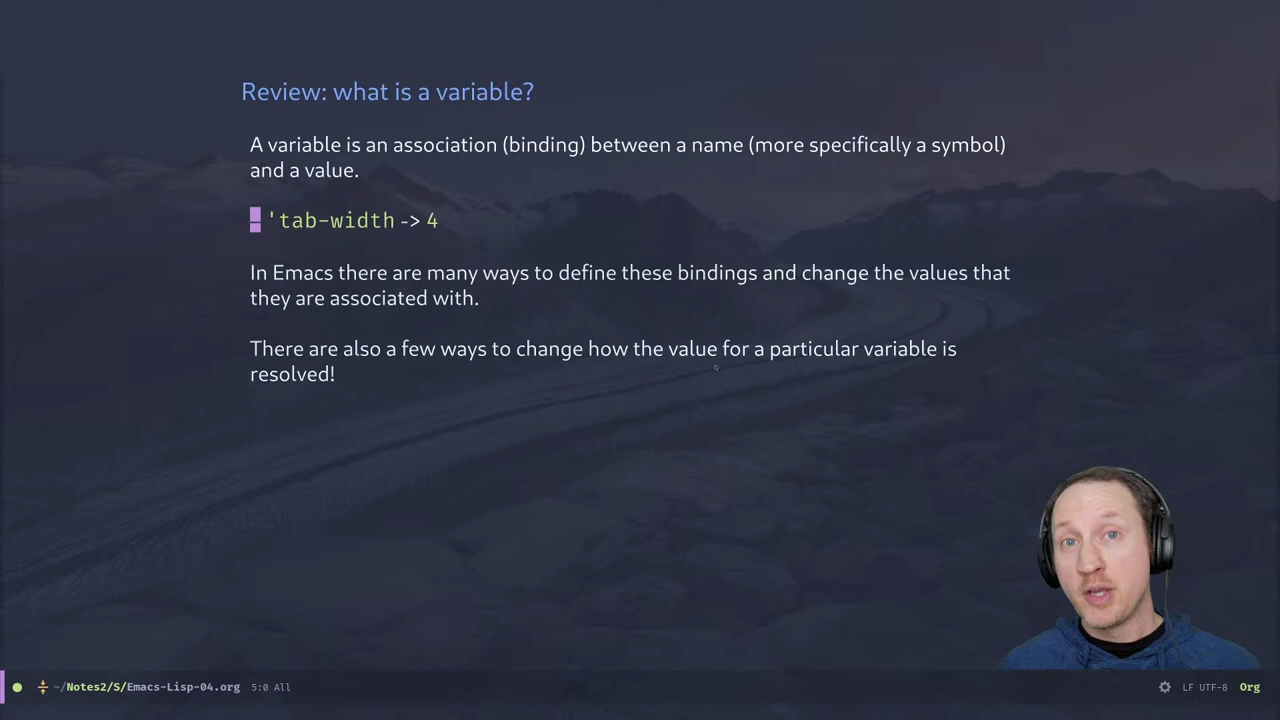 Review: what is a variable?
A variable is an association (binding) between a name (more specifically a symbol)
and a value.
- 'tab-width -> 4
In Emacs there are many ways to define these bindings and change the values that
they are associated with.
There are also a few ways to change how the value for a particular variable is
resolved!
~/Notes2/S/Emacs-Lisp-04.org 5:0 All LF UTF-8 Org